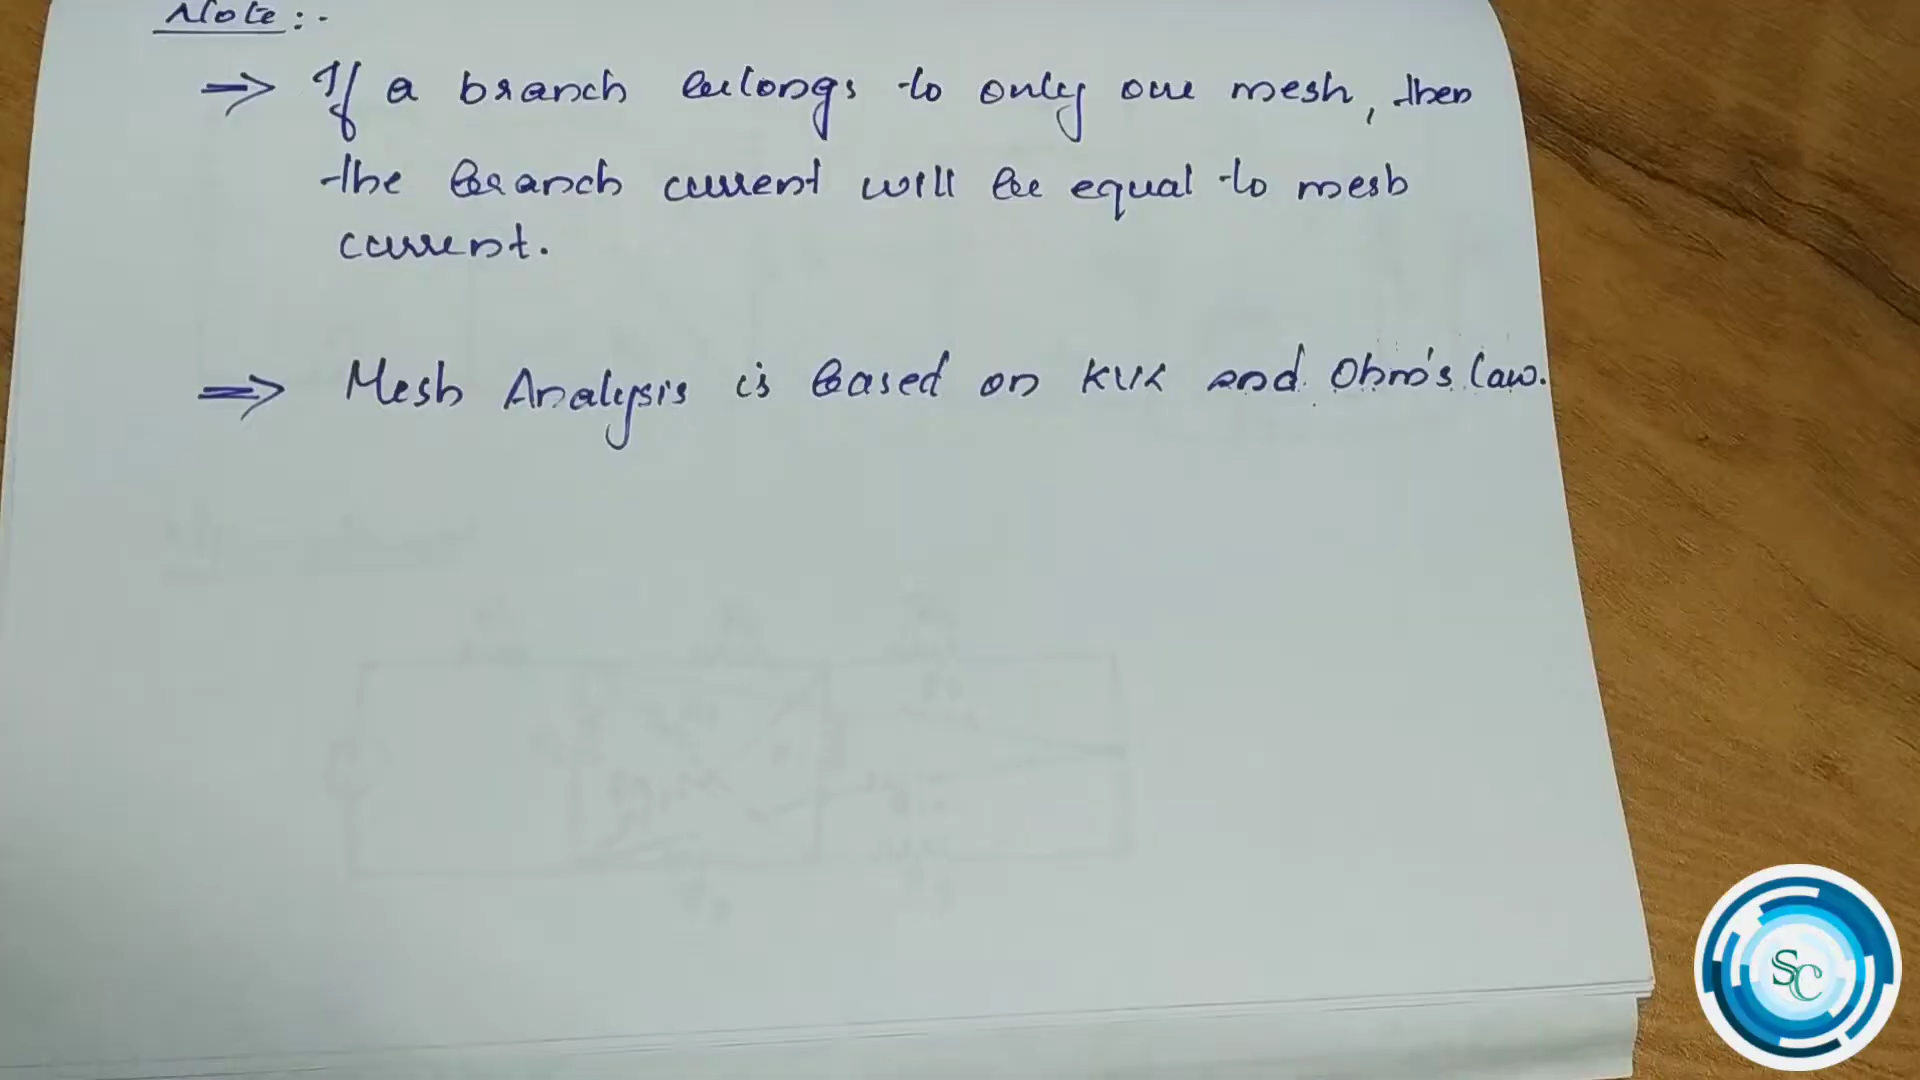 Note :-
⇒ If a branch belongs to only one mesh, then
the branch current will be equal to mesh
current.
⇒ Mesh Analysis is based on KVL and Ohm's Law.
SC